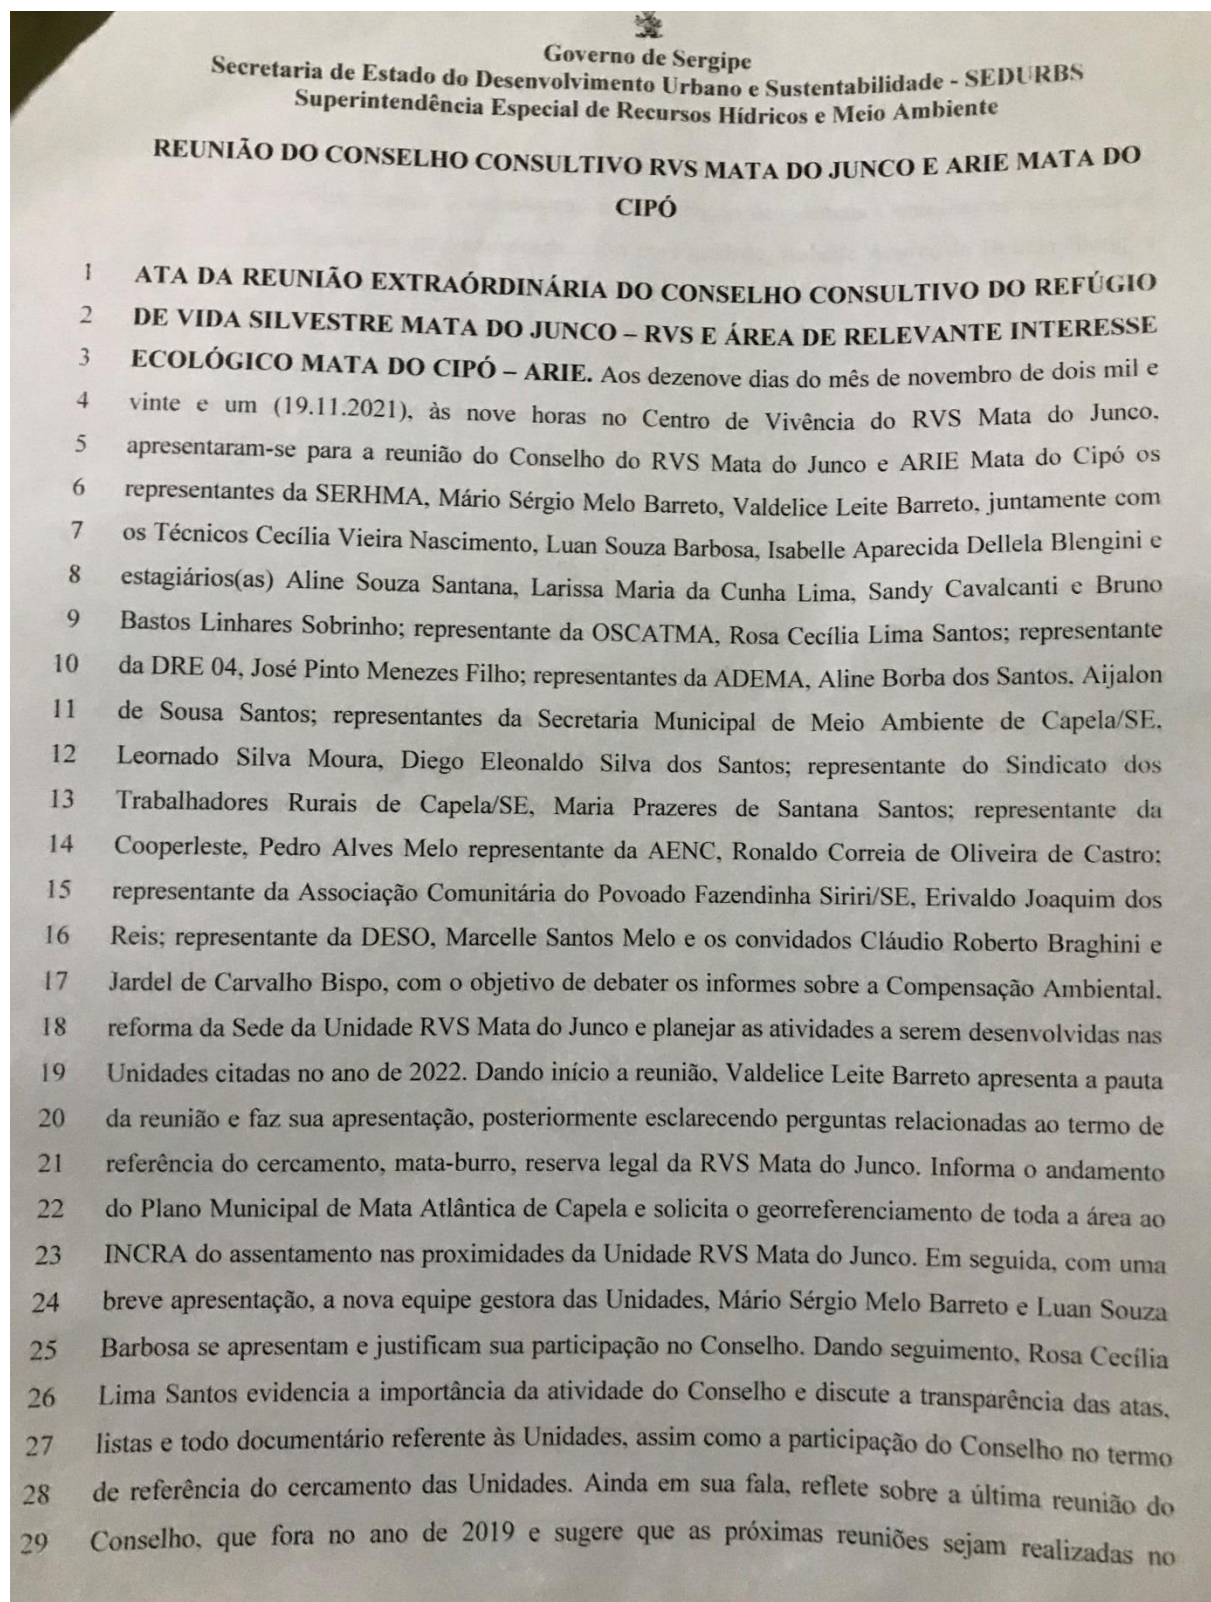 Governo de Sergipe
Secretaria de Estado do Desenvolvimento Urbano e Sustentabilidade - SEDURBS
Superintendência Especial de Recursos Hídricos e Meio Ambiente
REUNIÃO DO CONSELHO CONSULTIVO RVS MATA DO JUNCO E ARIE MATA DO
CIPÓ
1 ATA DA REUNIÃO EXTRAÓRDINÁRIA DO CONSELHO CONSULTIVO DO REFÚGIO
2 DE VIDA SILVESTRE MATA DO JUNCO – RVS E ÁREA DE RELEVANTE INTERESSE
3 ECOLÓGICO MATA DO CIPÓ – ARIE. Aos dezenove dias do mês de novembro de dois mil e
4 vinte e um (19.11.2021), às nove horas no Centro de Vivência do RVS Mata do Junco,
5 apresentaram-se para a reunião do Conselho do RVS Mata do Junco e ARIE Mata do Cipó os
6 representantes da SERHMA, Mário Sérgio Melo Barreto, Valdelice Leite Barreto, juntamente com
7 os Técnicos Cecília Vieira Nascimento, Luan Souza Barbosa, Isabelle Aparecida Dellela Blengini e
8 estagiários(as) Aline Souza Santana, Larissa Maria da Cunha Lima, Sandy Cavalcanti e Bruno
9 Bastos Linhares Sobrinho; representante da OSCATMA, Rosa Cecília Lima Santos; representante
10 da DRE 04, José Pinto Menezes Filho; representantes da ADEMA, Aline Borba dos Santos, Aijalon
11 de Sousa Santos; representantes da Secretaria Municipal de Meio Ambiente de Capela/SE,
12 Leornado Silva Moura, Diego Eleonaldo Silva dos Santos; representante do Sindicato dos
13 Trabalhadores Rurais de Capela/SE, Maria Prazeres de Santana Santos; representante da
14 Cooperleste, Pedro Alves Melo representante da AENC, Ronaldo Correia de Oliveira de Castro;
15 representante da Associação Comunitária do Povoado Fazendinha Siriri/SE, Erivaldo Joaquim dos
16 Reis; representante da DESO, Marcelle Santos Melo e os convidados Cláudio Roberto Braghini e
17 Jardel de Carvalho Bispo, com o objetivo de debater os informes sobre a Compensação Ambiental,
18 reforma da Sede da Unidade RVS Mata do Junco e planejar as atividades a serem desenvolvidas nas
19 Unidades citadas no ano de 2022. Dando início a reunião, Valdelice Leite Barreto apresenta a pauta
20 da reunião e faz sua apresentação, posteriormente esclarecendo perguntas relacionadas ao termo de
21 referência do cercamento, mata-burro, reserva legal da RVS Mata do Junco. Informa o andamento
22 do Plano Municipal de Mata Atlântica de Capela e solicita o georreferenciamento de toda a área ao
23 INCRA do assentamento nas proximidades da Unidade RVS Mata do Junco. Em seguida, com uma
24 breve apresentação, a nova equipe gestora das Unidades, Mário Sérgio Melo Barreto e Luan Souza
25 Barbosa se apresentam e justificam sua participação no Conselho. Dando seguimento, Rosa Cecília
26 Lima Santos evidencia a importância da atividade do Conselho e discute a transparência das atas,
27 listas e todo documentário referente às Unidades, assim como a participação do Conselho no termo
28 de referência do cercamento das Unidades. Ainda em sua fala, reflete sobre a última reunião do
29 Conselho, que fora no ano de 2019 e sugere que as próximas reuniões sejam realizadas no